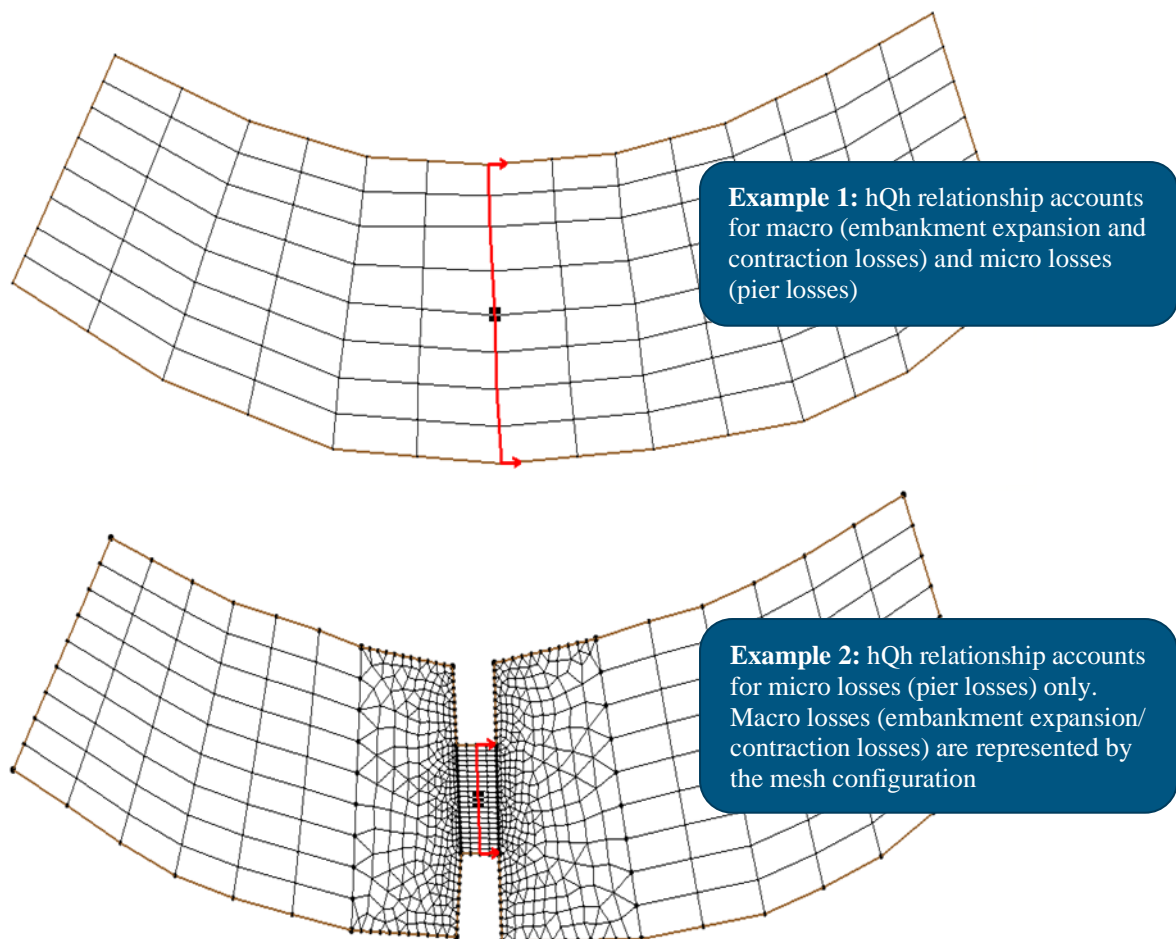 Example 1: hQh relationship accounts
for macro (embankment expansion and
contraction losses) and micro losses
(pier losses)
Example 2: hQh relationship accounts
for micro losses (pier losses) only.
Macro losses (embankment expansion/
contraction losses) are represented by
the mesh configuration